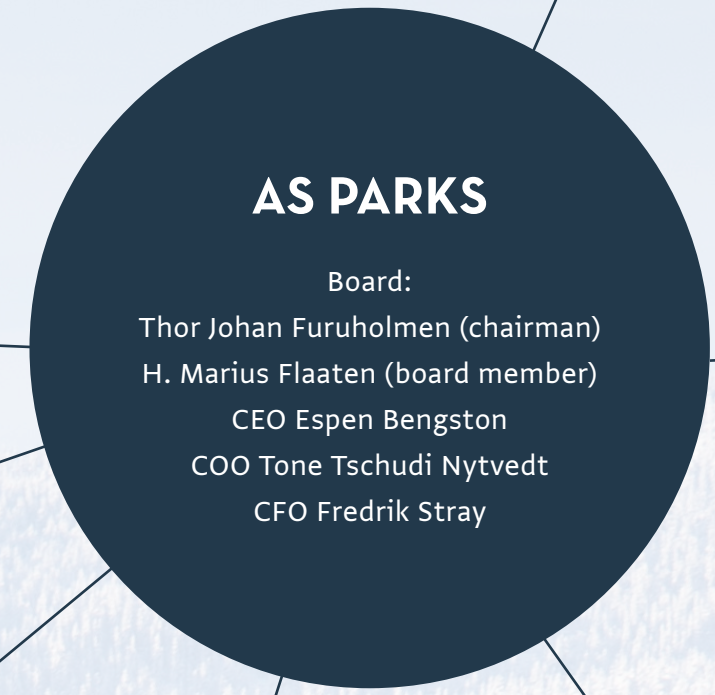 AS PARKS
Board:
Thor Johan Furuholmen (chairman)
H. Marius Flaaten (board member)
CEO Espen Bengston
COO Tone Tschudi Nytvedt
CFO Fredrik Stray